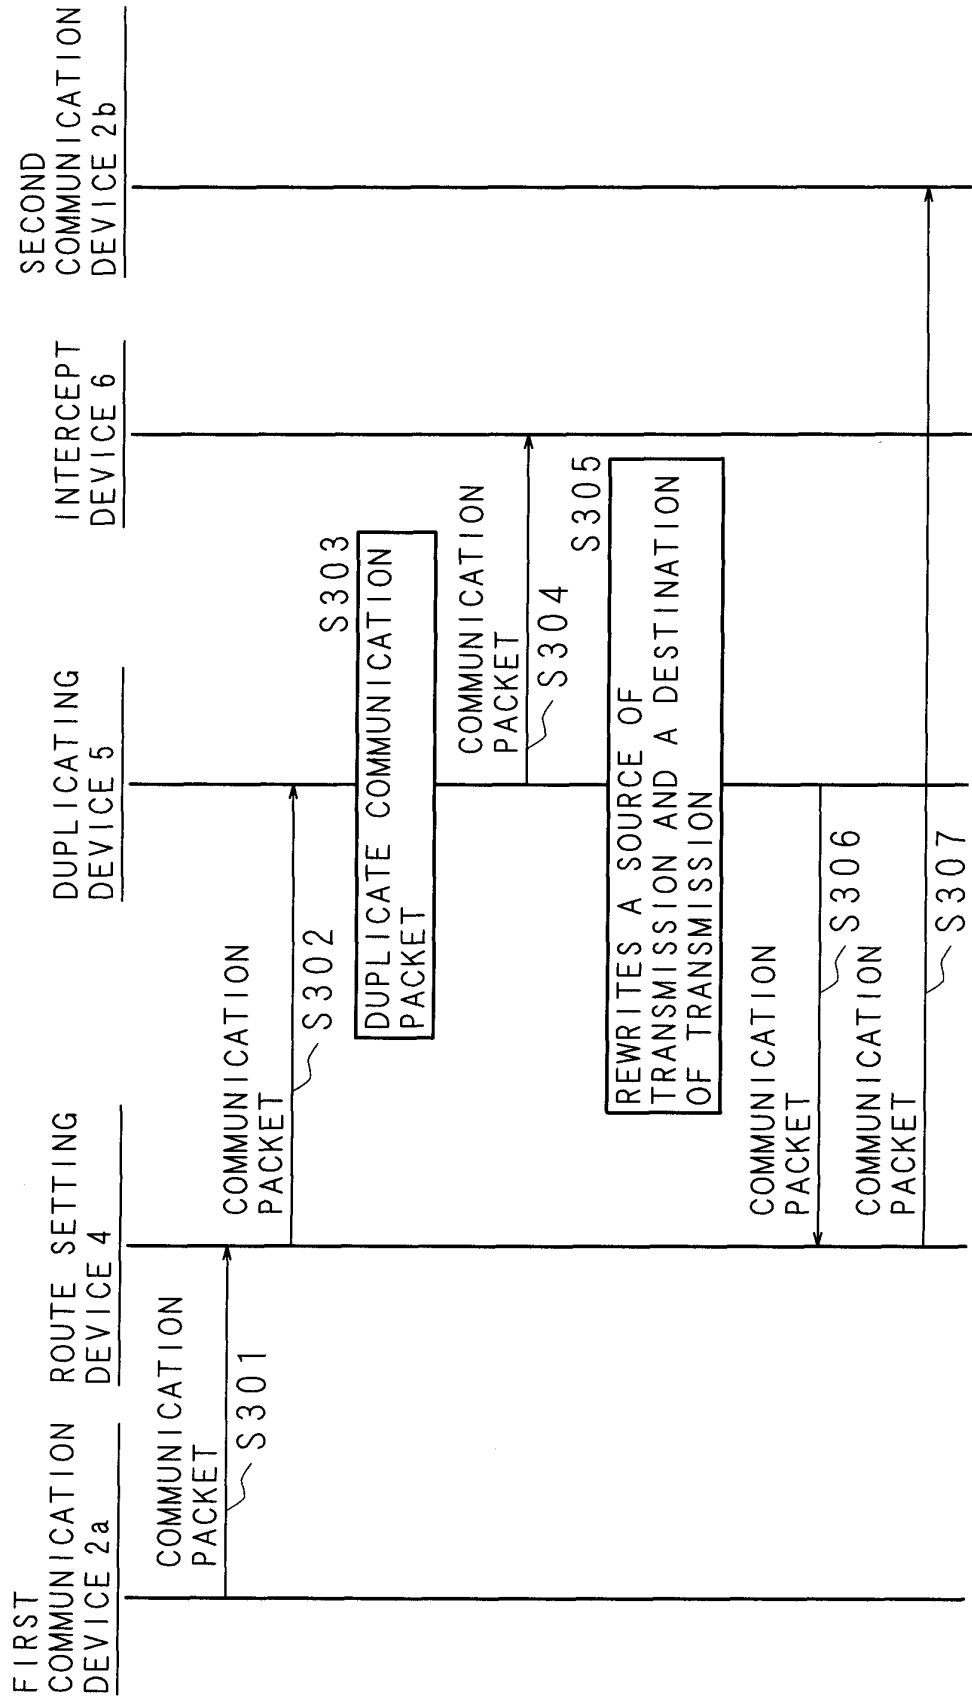 FIRST
COMMUNICATION
DEVICE 2a
ROUTE SETTING
DEVICE 4
DUPLICATING
DEVICE 5
INTERCEPT
DEVICE 6
SECOND
COMMUNICATION
DEVICE 2b
COMMUNICATION
PACKET
S301
COMMUNICATION
PACKET
S302
S303
DUPLICATE COMMUNICATION
PACKET
COMMUNICATION
PACKET
S304
S305
REWRITES A SOURCE OF
TRANSMISSION AND A DESTINATION
OF TRANSMISSION
COMMUNICATION
PACKET
S306
COMMUNICATION
PACKET
S307